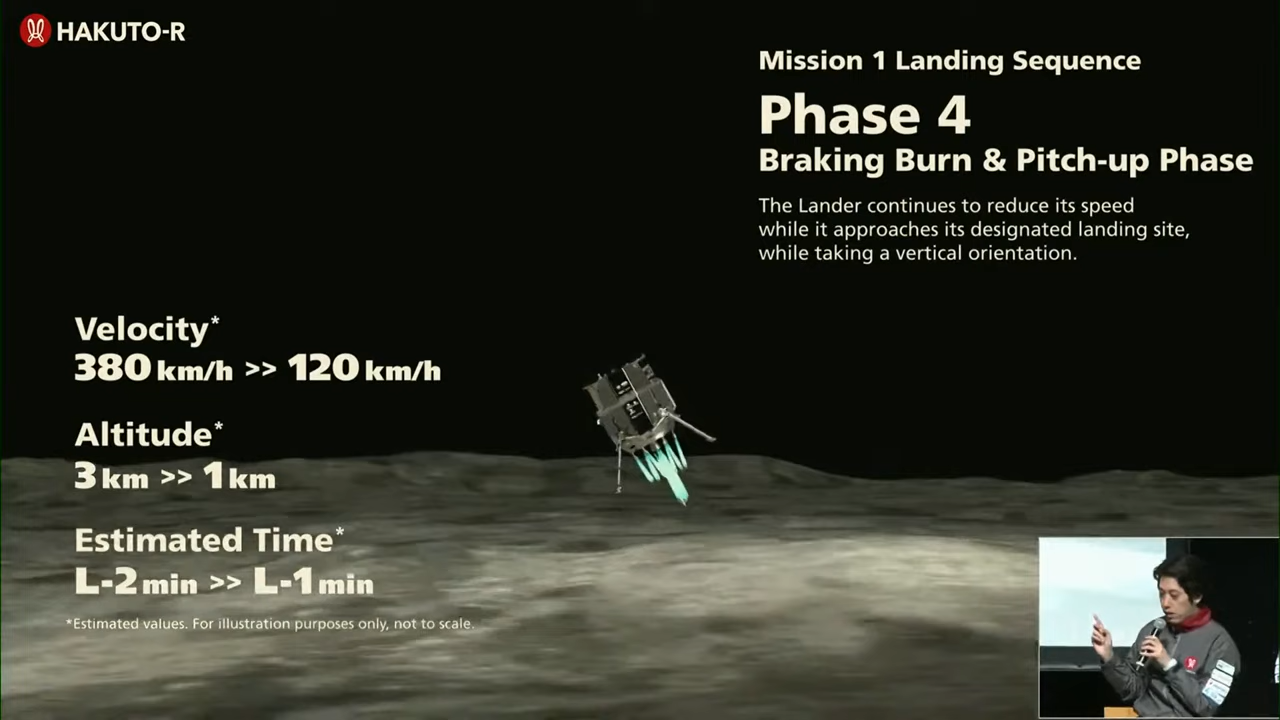 HAKUTO-R
Mission 1 Landing Sequence
Phase 4
Braking Burn & Pitch-up Phase
The Lander continues to reduce its speed
while it approaches its designated landing site,
while taking a vertical orientation.
Velocity*
380 km/h >> 120 km/h
Altitude*
3 km >> 1 km
Estimated Time*
L-2 min >> L-1 min
*Estimated values. For illustration purposes only, not to scale.